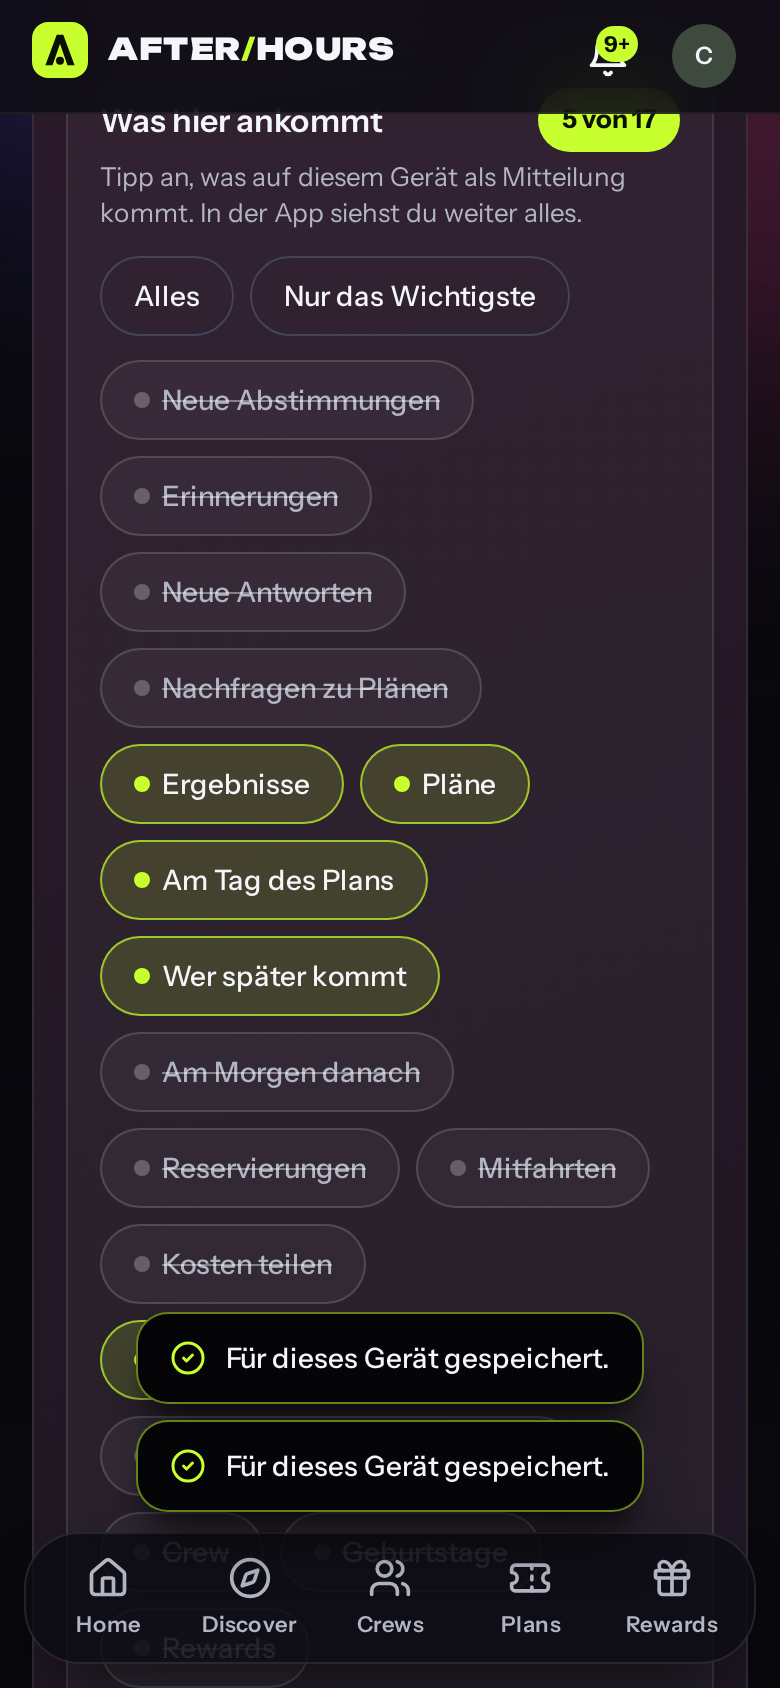 AFTER/HOURS
9+
C
Was hier ankommt
5 von 17
Tipp an, was auf diesem Gerät als Mitteilung
kommt. In der App siehst du weiter alles.
Alles
Nur das Wichtigste
Neue Abstimmungen
Erinnerungen
Neue Antworten
Nachfragen zu Plänen
Ergebnisse
Pläne
Am Tag des Plans
Wer später kommt
Am Morgen danach
Reservierungen
Mitfahrten
Kosten teilen
Für dieses Gerät gespeichert.
Für dieses Gerät gespeichert.
Crew
Geburtstage
Home
Discover
Crews
Plans
Rewards
Rewards